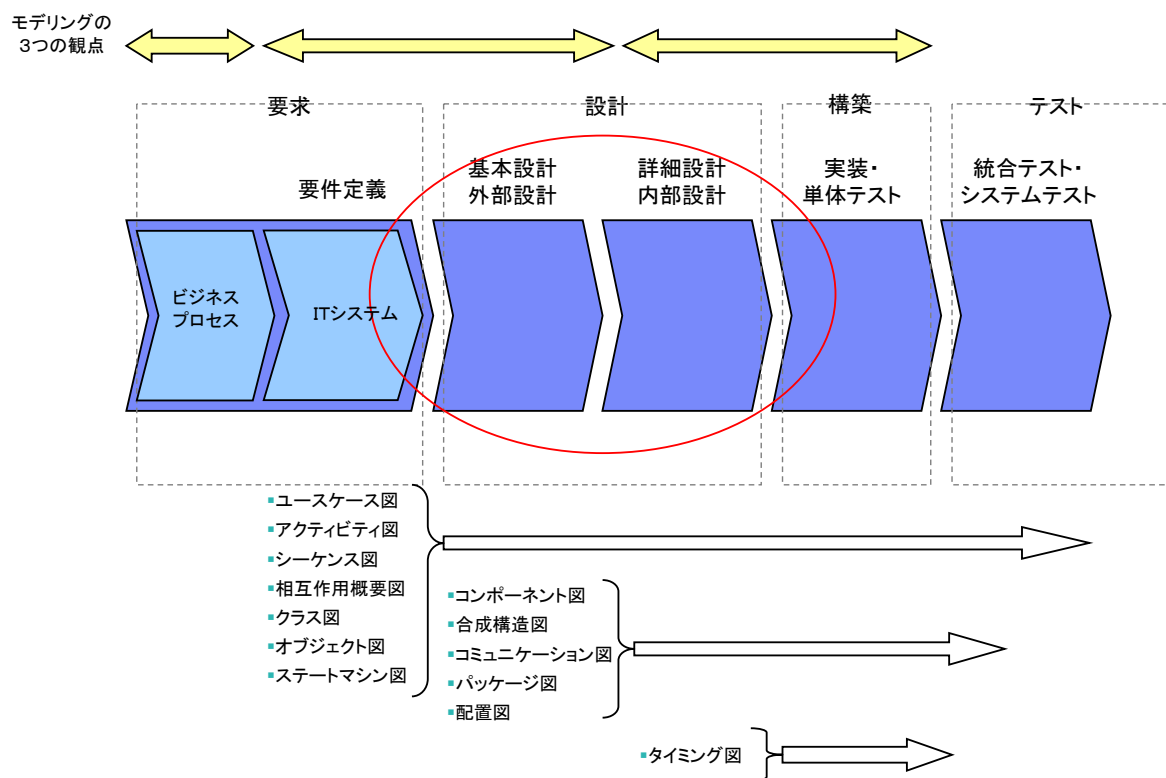 モデリングの
3つの観点
要求
設計
構築
テスト
要件定義
基本設計
外部設計
詳細設計
内部設計
実装・
単体テスト
統合テスト・
システムテスト
ビジネス
プロセス
ITシステム
▪ユースケース図
▪アクティビティ図
▪シーケンス図
▪相互作用概要図
▪クラス図
▪オブジェクト図
▪ステートマシン図
▪コンポーネント図
▪合成構造図
▪コミュニケーション図
▪パッケージ図
▪配置図
▪タイミング図